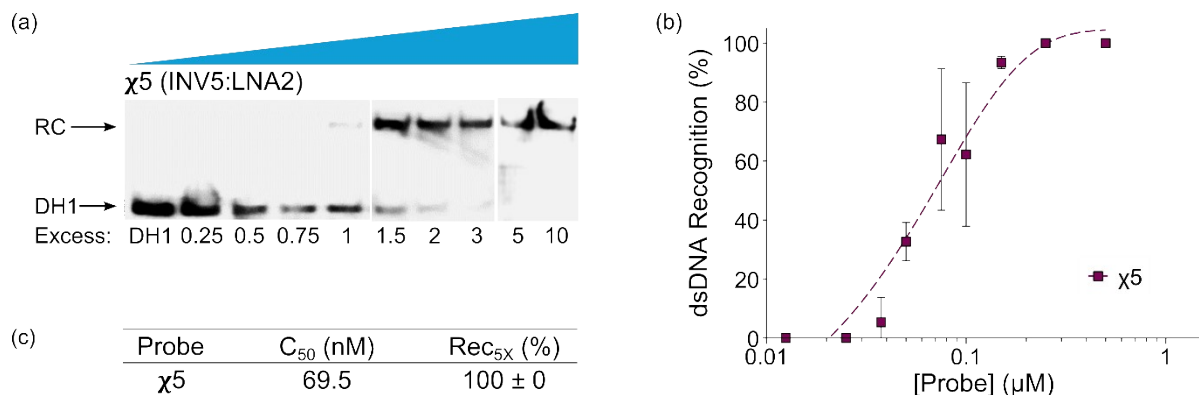 (a)
χ5 (INV5:LNA2)
RC
DH1
Excess: DH1 0.25 0.5 0.75 1 1.5 2 3 5 10
(c)
Probe C₅₀ (nM) Rec₅ₓ (%)
χ5 69.5 100 ± 0
(b)
dsDNA Recognition (%)
100
80
60
40
20
0
0.01 0.1 1
[Probe] (µM)
χ5